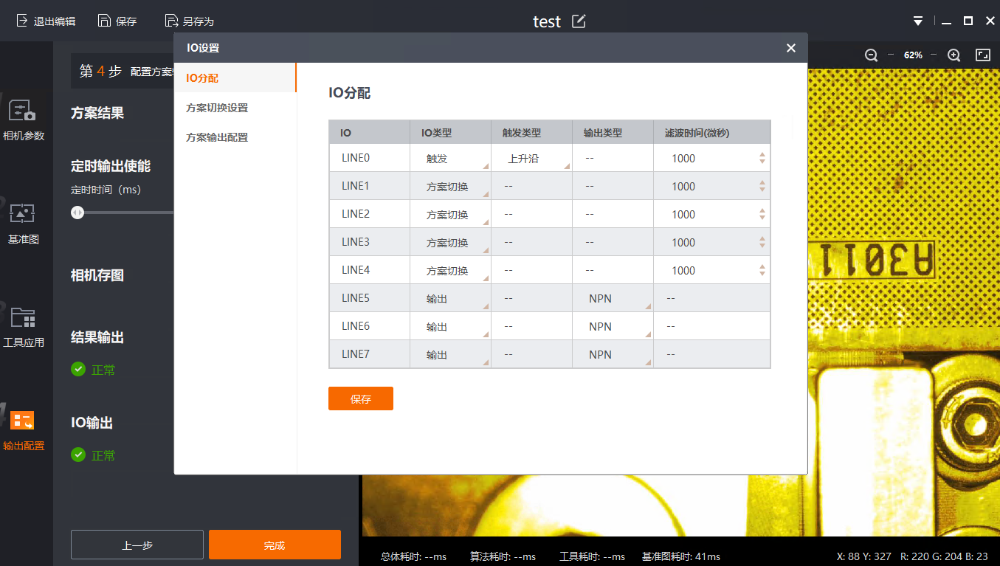 退出编辑 保存 另存为 test
IO设置
62%
第 4 步 配置方案
IO分配
方案切换设置
方案输出配置
相机参数
基准图
工具应用
输出配置
方案结果
定时输出使能
定时时间（ms）
相机存图
结果输出
正常
IO输出
正常
上一步 完成
IO分配
IO IO类型 触发类型 输出类型 滤波时间(微秒)
LINE0 触发 上升沿 -- 1000
LINE1 方案切换 -- -- 1000
LINE2 方案切换 -- -- 1000
LINE3 方案切换 -- -- 1000
LINE4 方案切换 -- -- 1000
LINE5 输出 -- NPN --
LINE6 输出 -- NPN --
LINE7 输出 -- NPN --
保存
A3011
总体耗时: --ms 算法耗时: --ms 工具耗时: --ms 基准图耗时: 41ms X: 88 Y: 327 R: 220 G: 204 B: 23